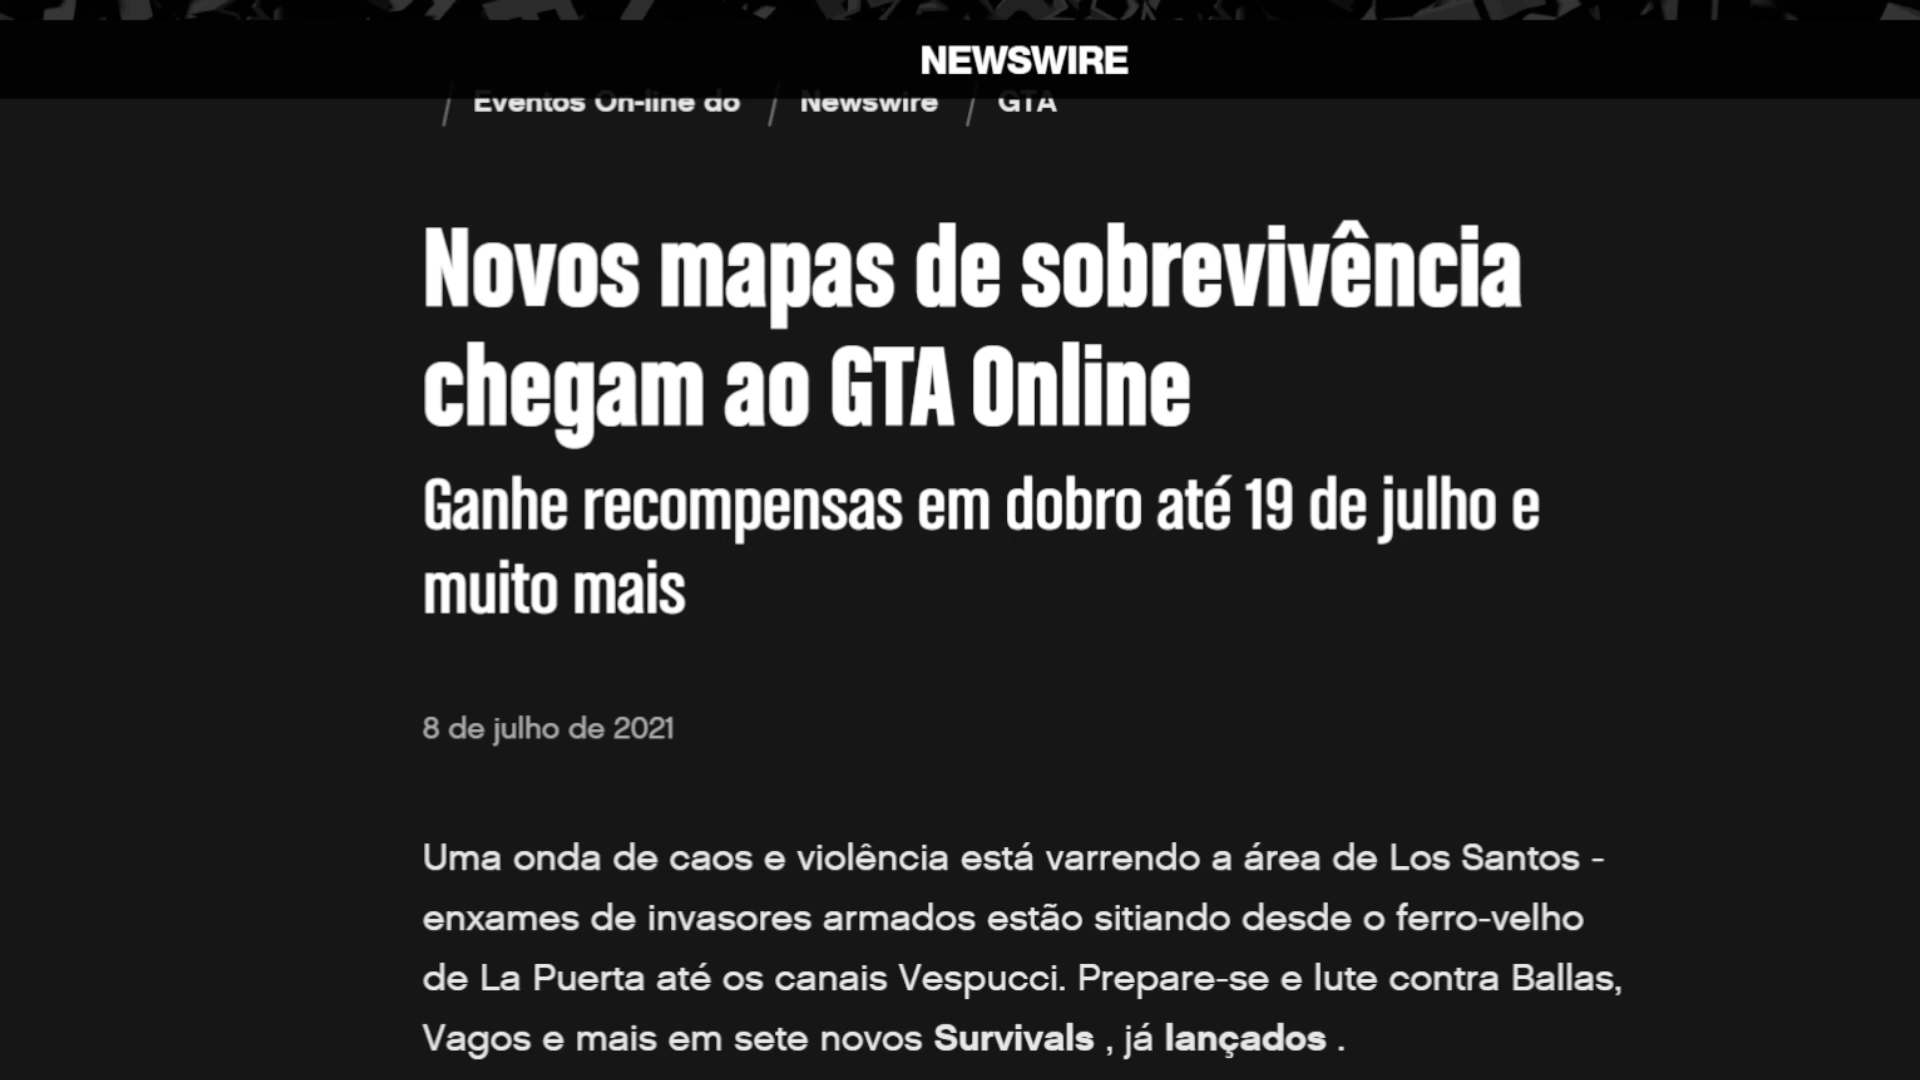 NEWSWIRE
/ Eventos On-line do / Newswire / GTA
Novos mapas de sobrevivência
chegam ao GTA Online
Ganhe recompensas em dobro até 19 de julho e
muito mais
8 de julho de 2021
Uma onda de caos e violência está varrendo a área de Los Santos -
enxames de invasores armados estão sitiando desde o ferro-velho
de La Puerta até os canais Vespucci. Prepare-se e lute contra Ballas,
Vagos e mais em sete novos Survivals , já lançados .